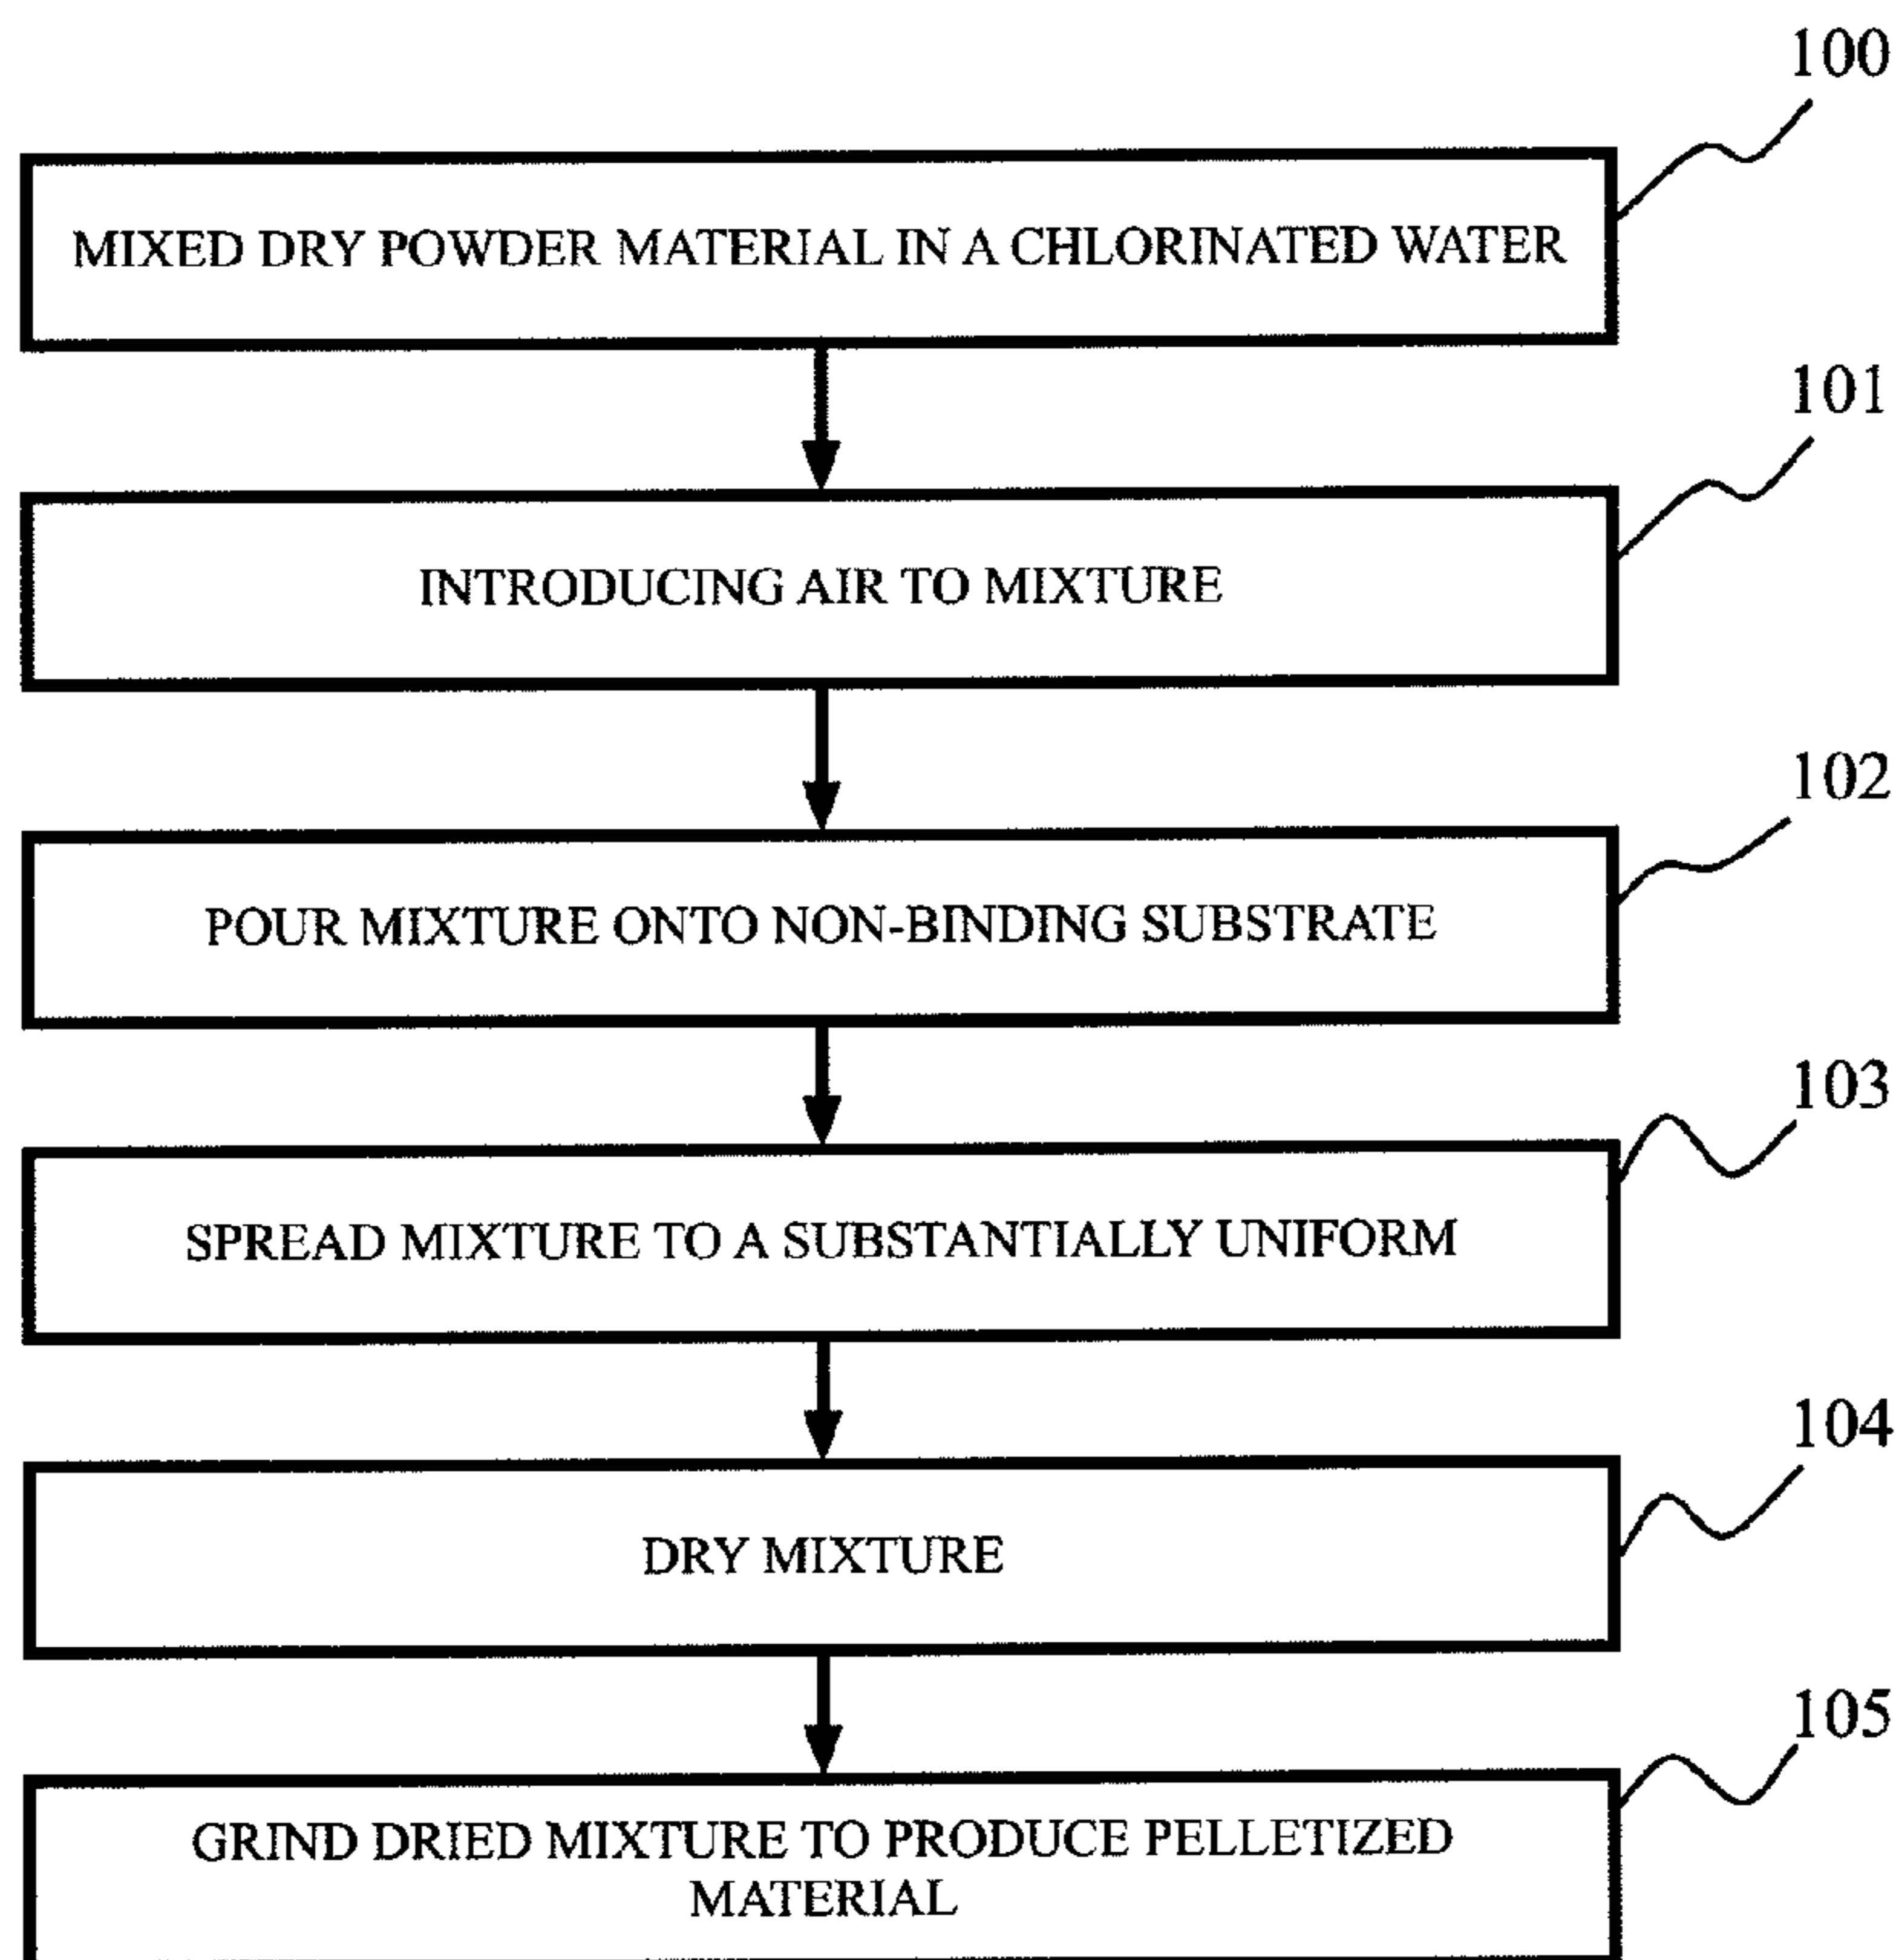 100
MIXED DRY POWDER MATERIAL IN A CHLORINATED WATER
101
INTRODUCING AIR TO MIXTURE
102
POUR MIXTURE ONTO NON-BINDING SUBSTRATE
103
SPREAD MIXTURE TO A SUBSTANTIALLY UNIFORM
104
DRY MIXTURE
105
GRIND DRIED MIXTURE TO PRODUCE PELLETIZED
MATERIAL